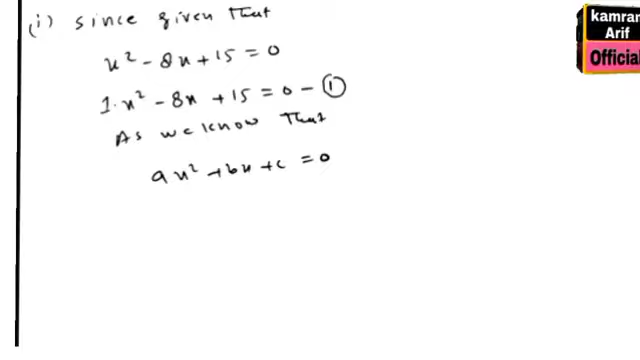 (i) since given that
x² - 8x + 15 = 0
1·x² - 8x + 15 = 0 - ①
As we know that
ax² + bx + c = 0
kamran
Arif
Official